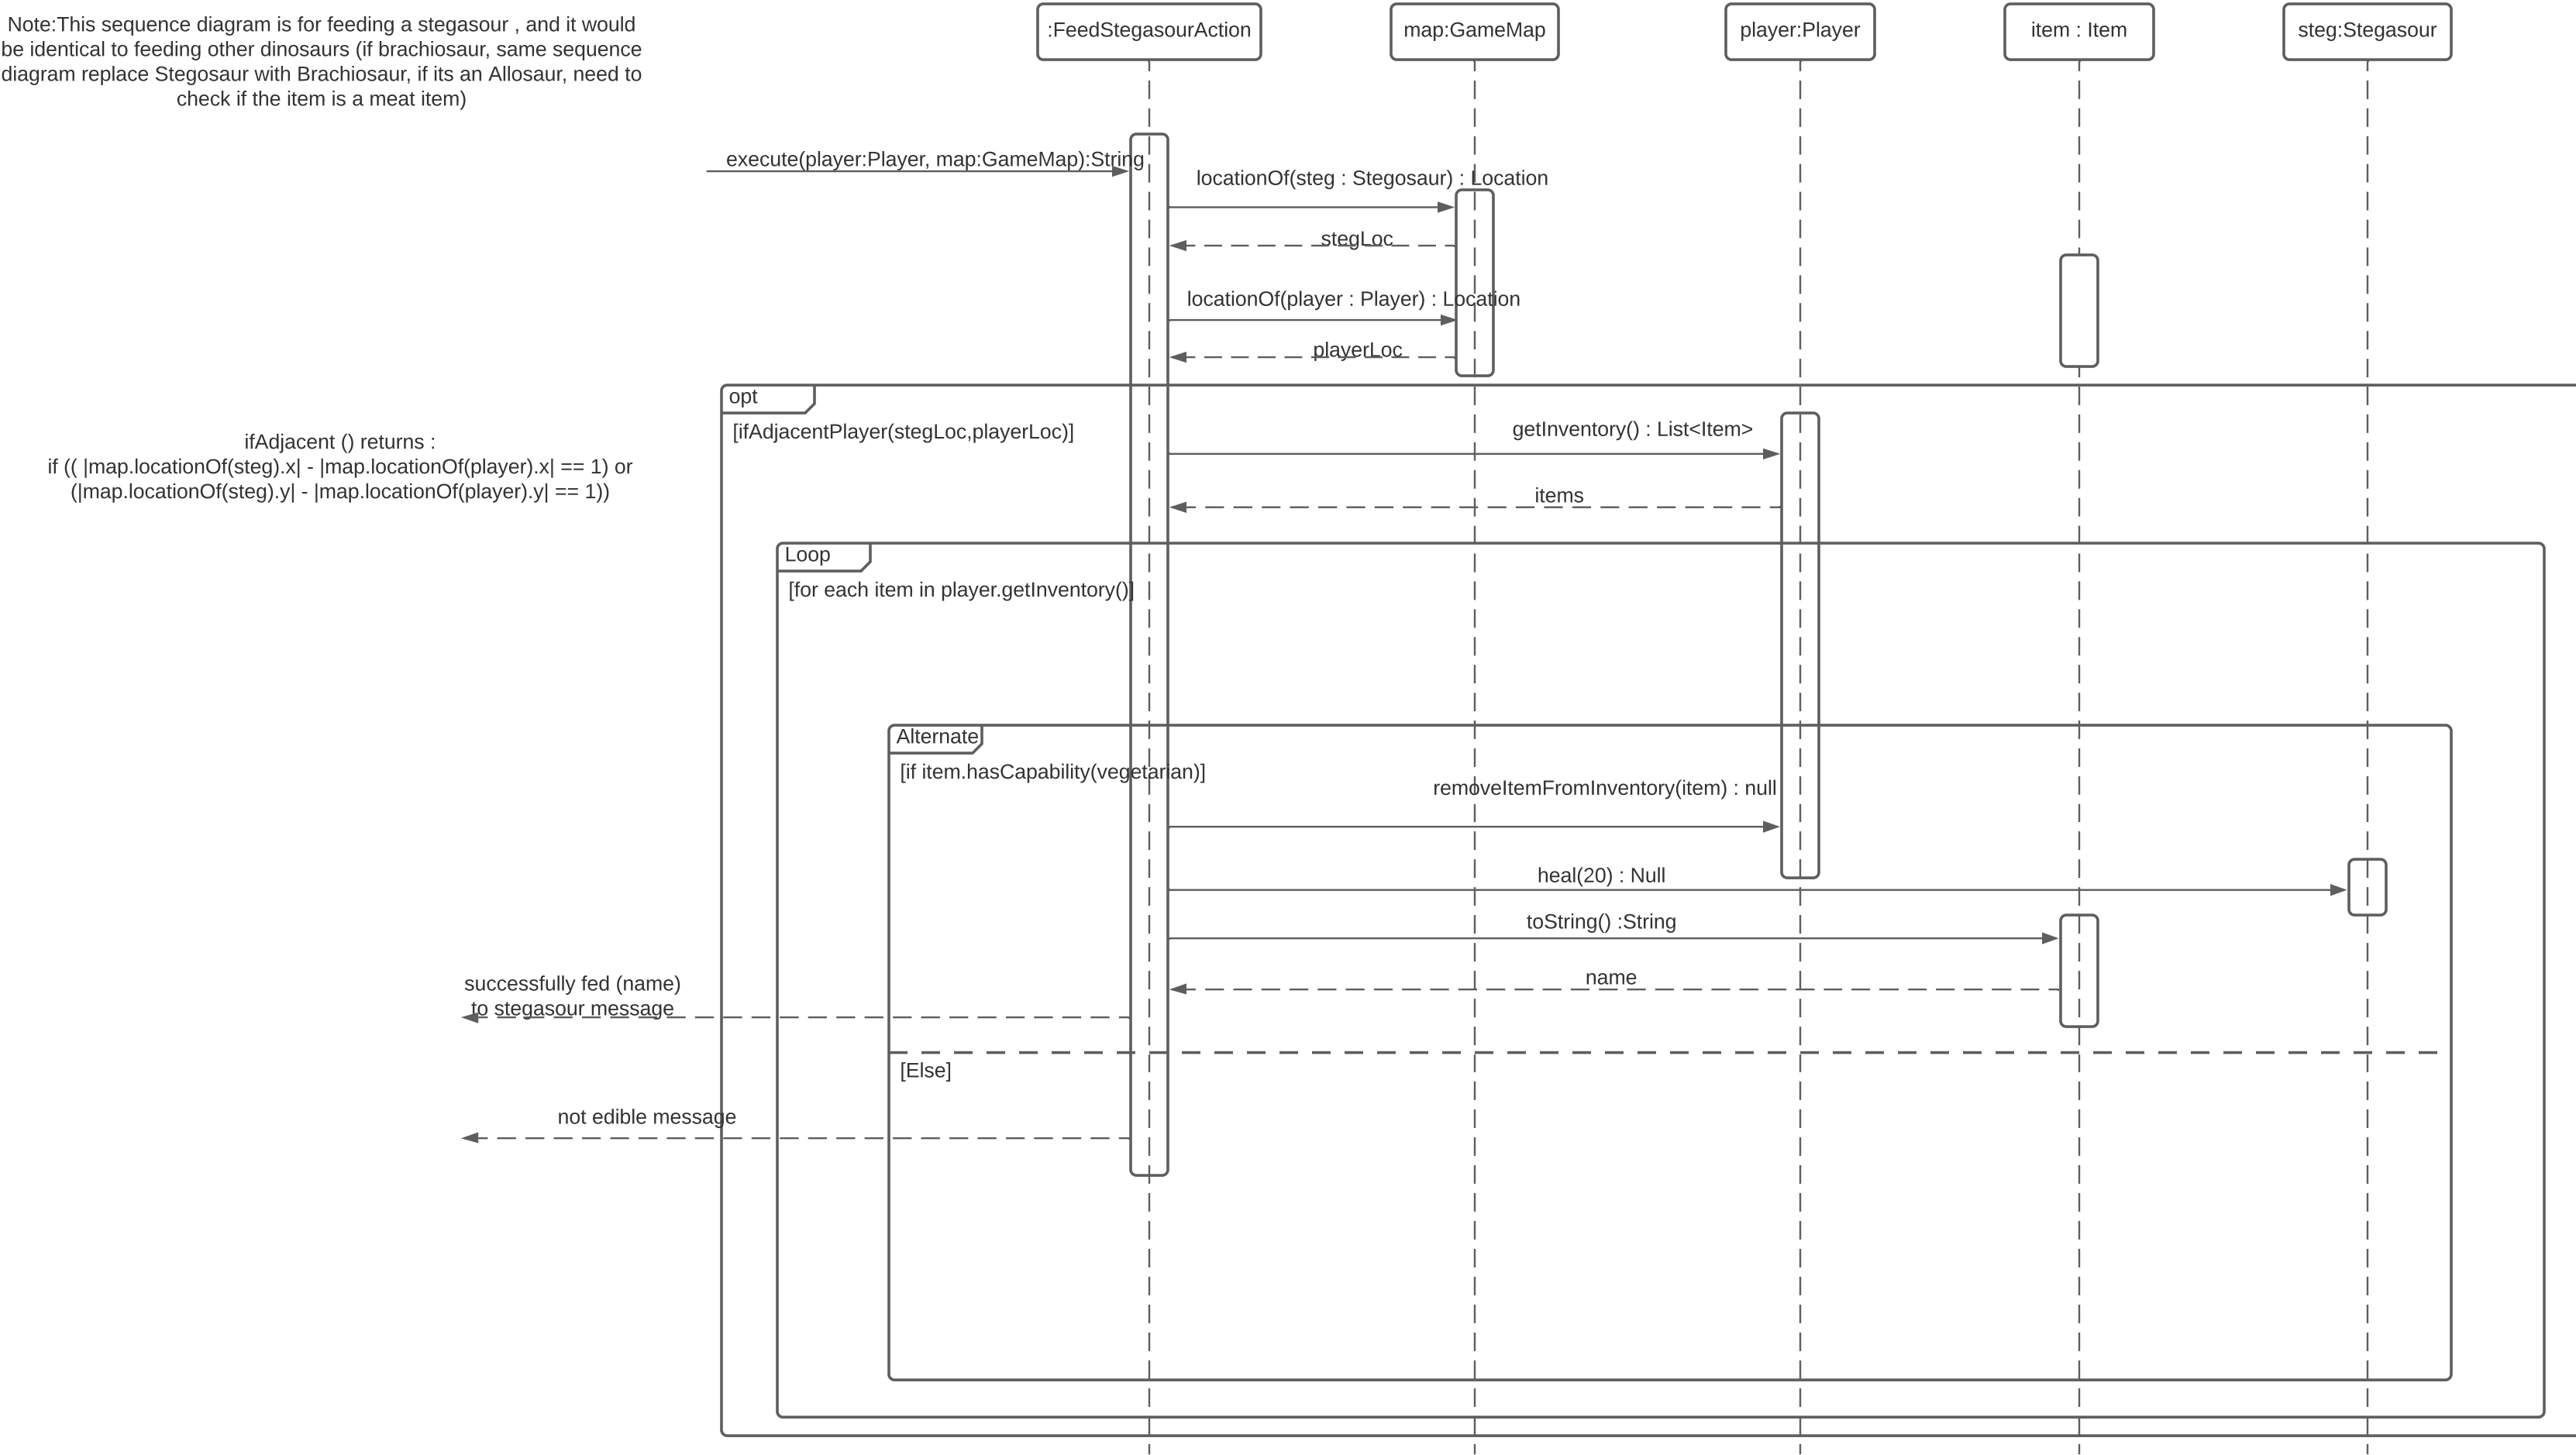 Note:This sequence diagram is for feeding a stegasour , and it would
be identical to feeding other dinosaurs (if brachiosaur, same sequence
diagram replace Stegosaur with Brachiosaur, if its an Allosaur, need to
check if the item is a meat item)
:FeedStegasourAction
map:GameMap
player:Player
item : Item
steg:Stegasour
execute(player:Player, map:GameMap):String
locationOf(steg : Stegosaur) : Location
stegLoc
locationOf(player : Player) : Location
playerLoc
opt
[ifAdjacentPlayer(stegLoc,playerLoc)]
getInventory() : List<Item>
ifAdjacent () returns :
if (( |map.locationOf(steg).x| - |map.locationOf(player).x| == 1) or
(|map.locationOf(steg).y| - |map.locationOf(player).y| == 1))
items
Loop
[for each item in player.getInventory()]
Alternate
[if item.hasCapability(vegetarian)]
removeItemFromInventory(item) : null
heal(20) : Null
toString() :String
name
successfully fed (name)
to stegasour message
[Else]
not edible message